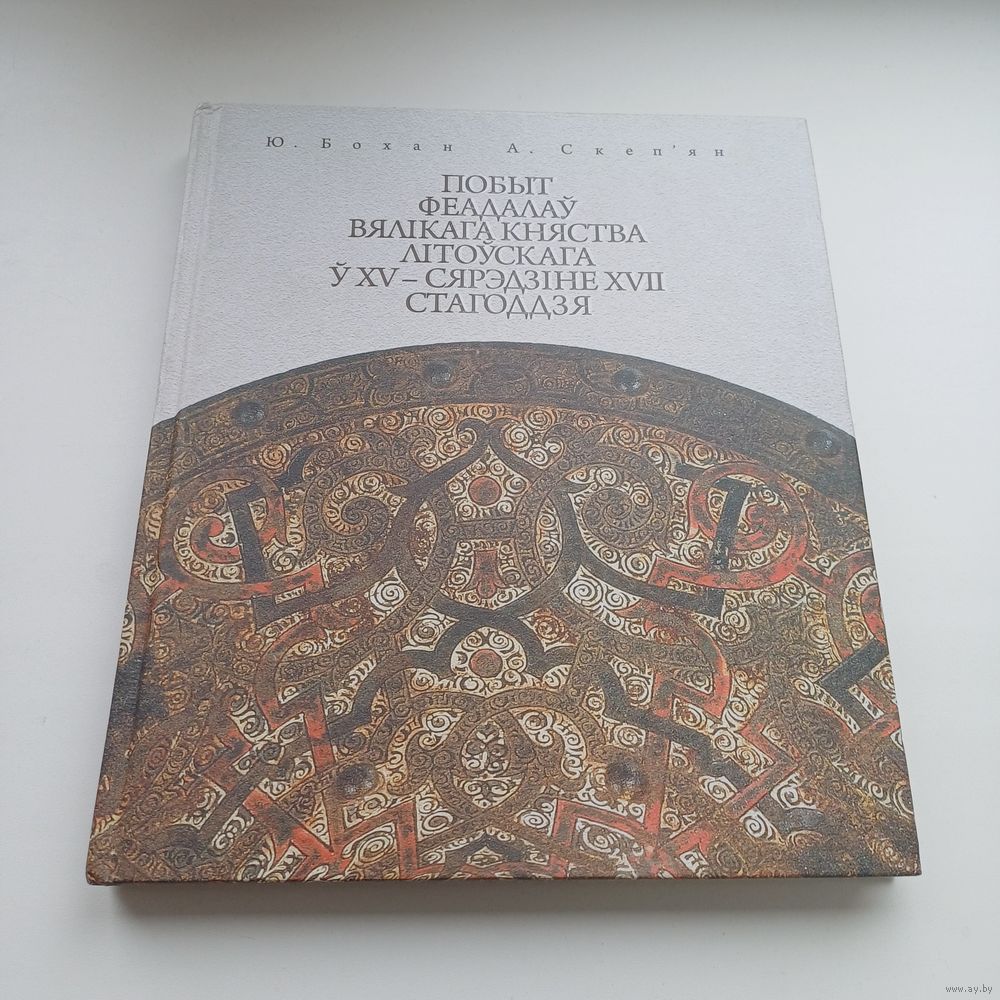 Ю. Бохан А. Скеп'ян
ПОБЫТ
ФЕАДАЛАЎ
ВЯЛІКАГА КНЯСТВА
ЛІТОЎСКАГА
Ў XV – СЯРЭДЗІНЕ XVII
СТАГОДДЗЯ
www.ay.by